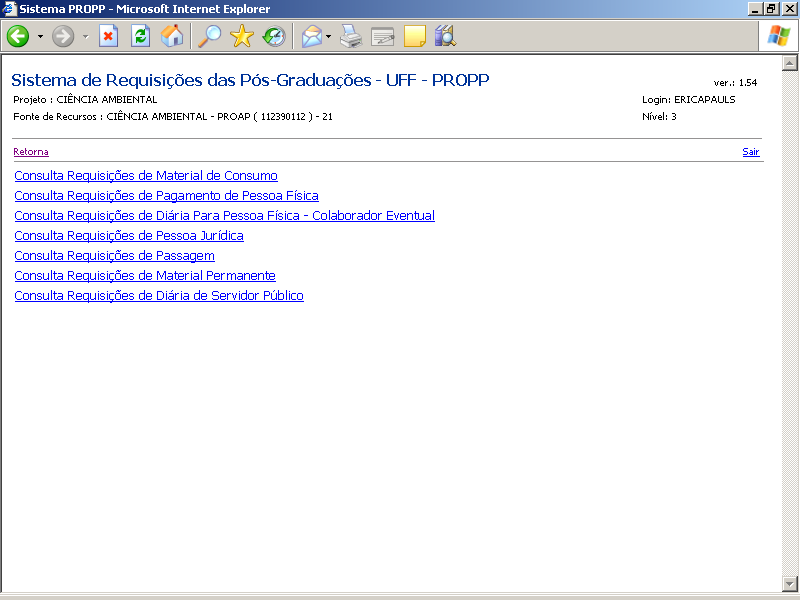 Sistema PROPP - Microsoft Internet Explorer
Sistema de Requisições das Pós-Graduações - UFF - PROPP
ver.: 1.54
Projeto : CIÊNCIA AMBIENTAL
Login: ERICAPAULS
Fonte de Recursos : CIÊNCIA AMBIENTAL - PROAP ( 112390112 ) - 21
Nível: 3
Retorna
Sair
Consulta Requisições de Material de Consumo
Consulta Requisições de Pagamento de Pessoa Física
Consulta Requisições de Diária Para Pessoa Física - Colaborador Eventual
Consulta Requisições de Pessoa Jurídica
Consulta Requisições de Passagem
Consulta Requisições de Material Permanente
Consulta Requisições de Diária de Servidor Público